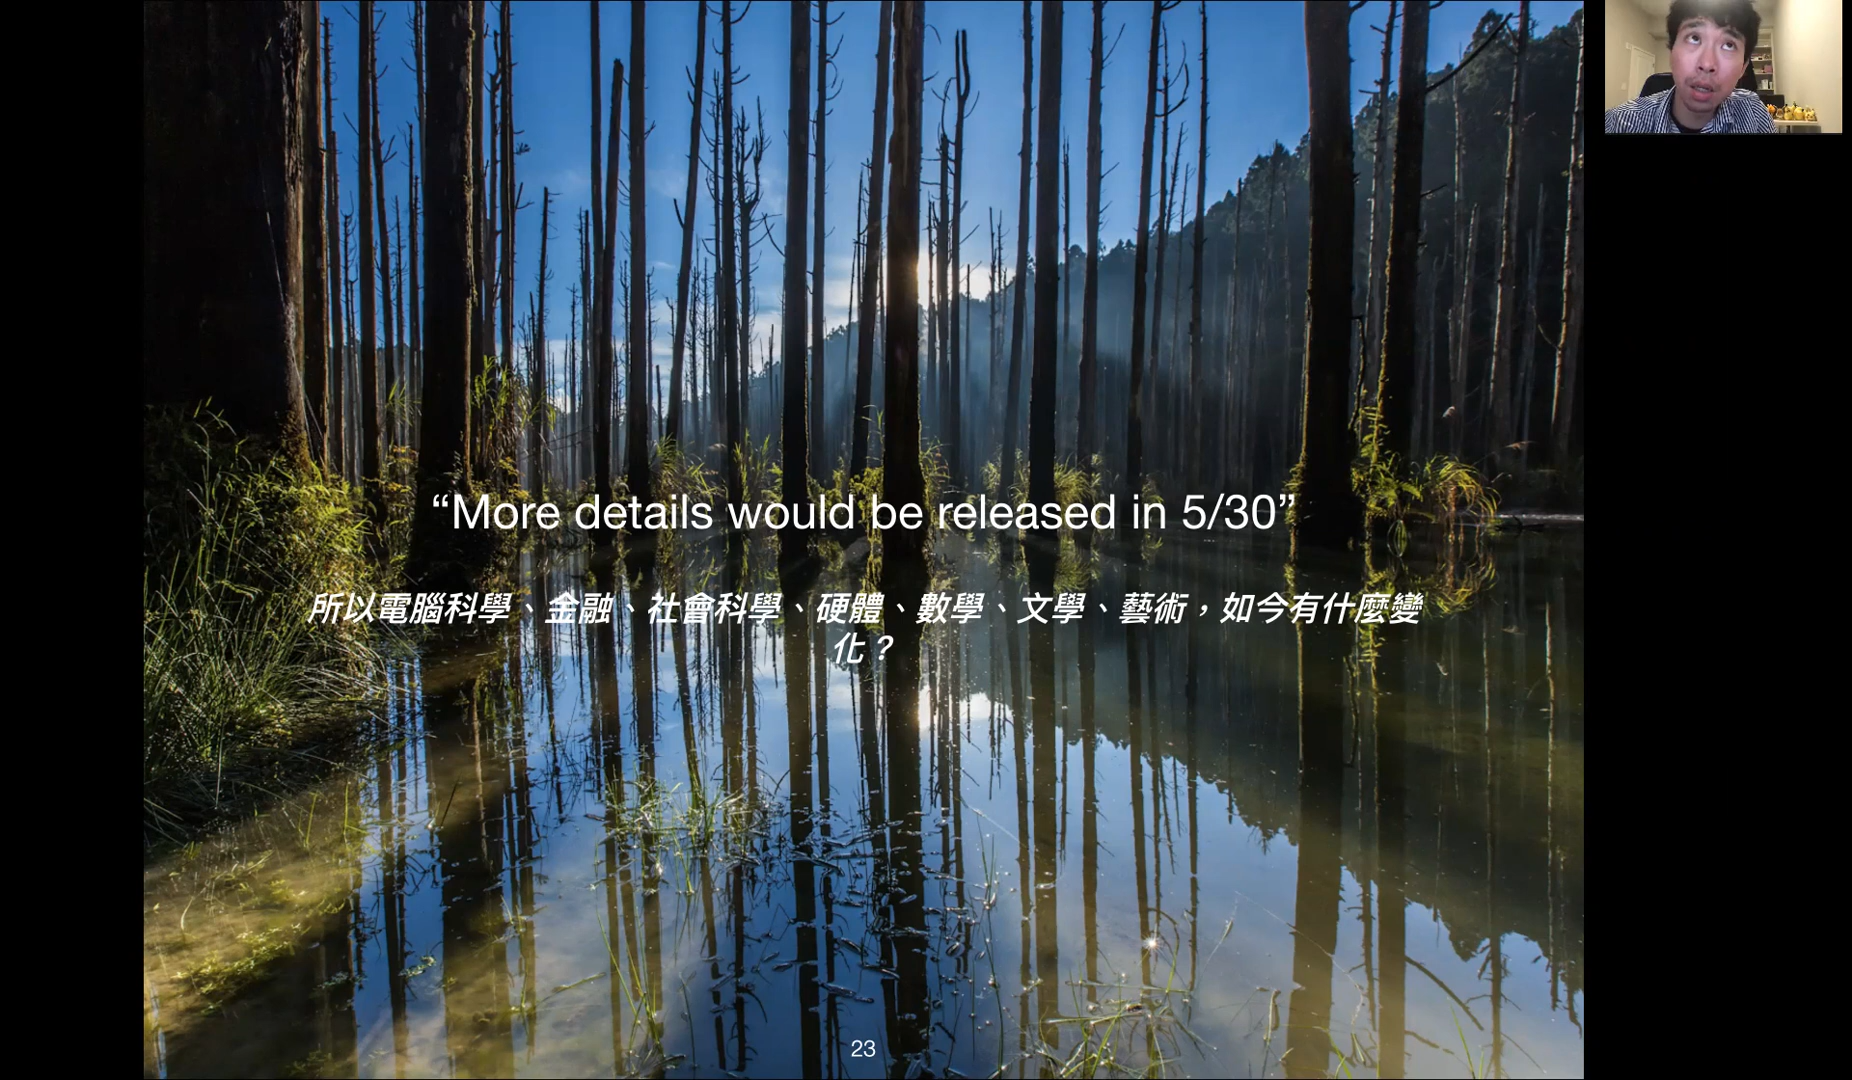 “More details would be released in 5/30”
所以電腦科學、金融、社會科學、硬體、數學、文學、藝術，如今有什麼變
化？
23